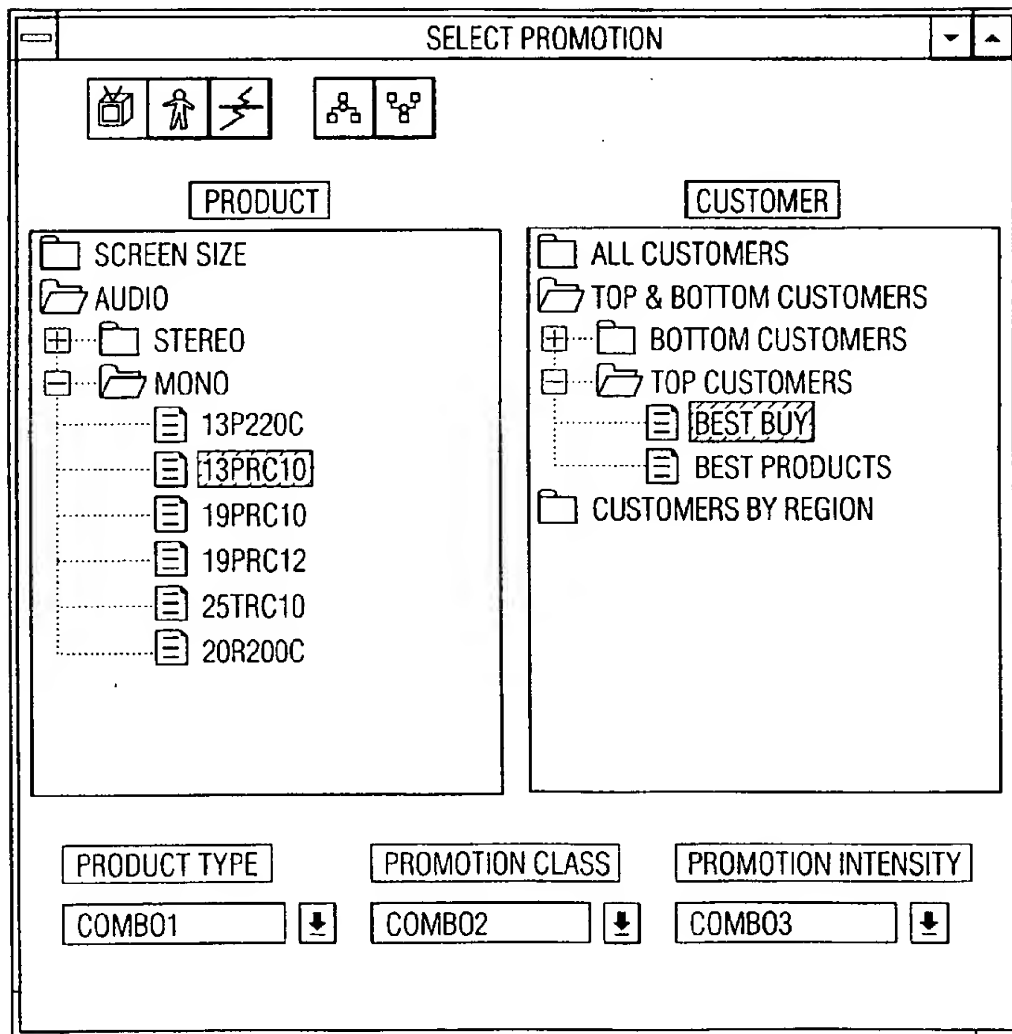 SELECT PROMOTION
PRODUCT
SCREEN SIZE
AUDIO
STEREO
MONO
13P220C
13PRC10
19PRC10
19PRC12
25TRC10
20R200C
CUSTOMER
ALL CUSTOMERS
TOP & BOTTOM CUSTOMERS
BOTTOM CUSTOMERS
TOP CUSTOMERS
BEST BUY
BEST PRODUCTS
CUSTOMERS BY REGION
PRODUCT TYPE
COMBO1
PROMOTION CLASS
COMBO2
PROMOTION INTENSITY
COMBO3